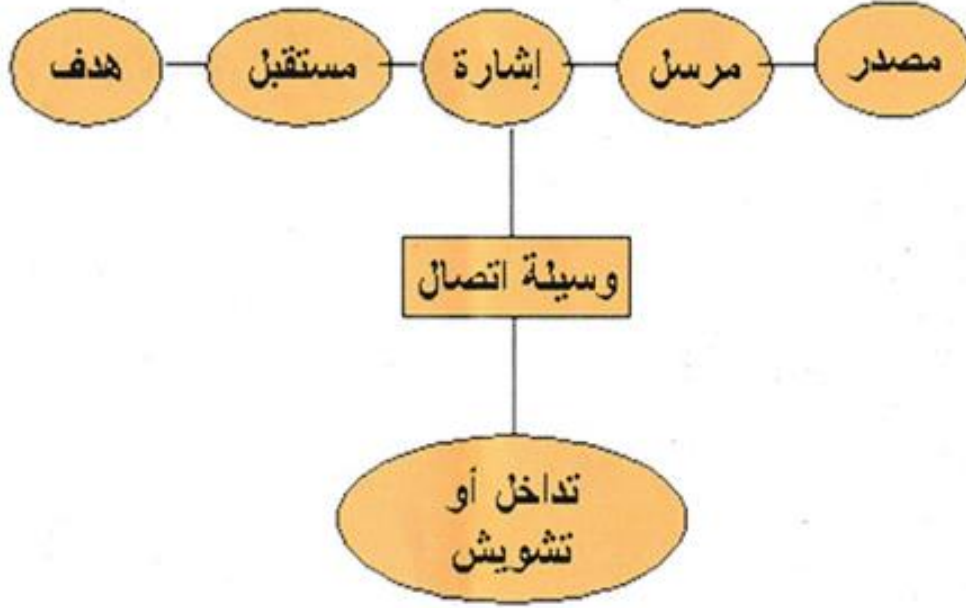 مصدر
مرسل
إشارة
مستقبل
هدف
وسيلة اتصال
تداخل أو
تشويش